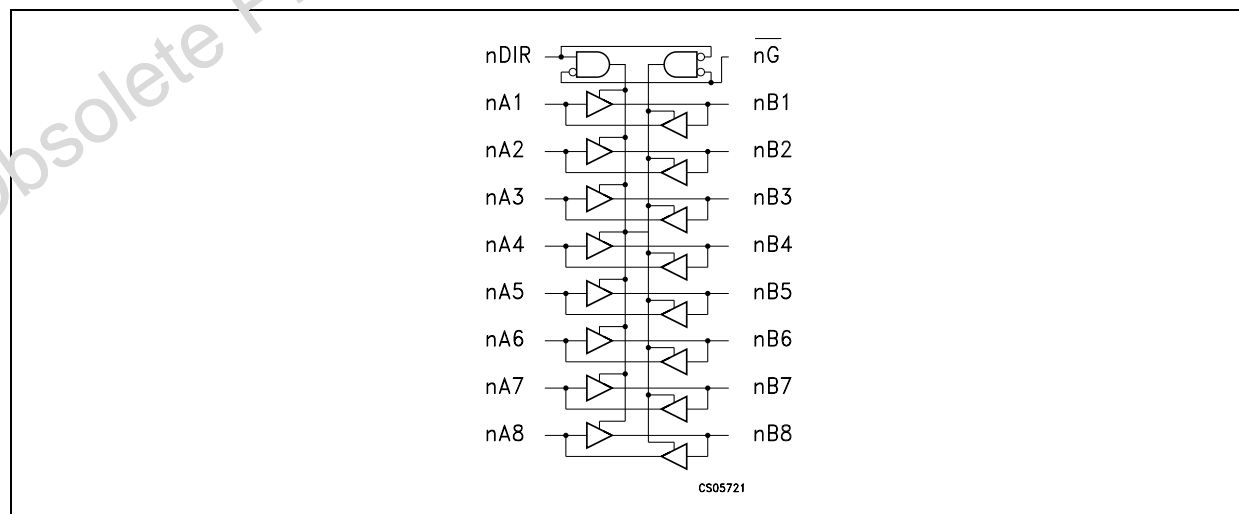 Obsolete P
nDIR nG̅
nA1 nB1
nA2 nB2
nA3 nB3
nA4 nB4
nA5 nB5
nA6 nB6
nA7 nB7
nA8 nB8
CS05721